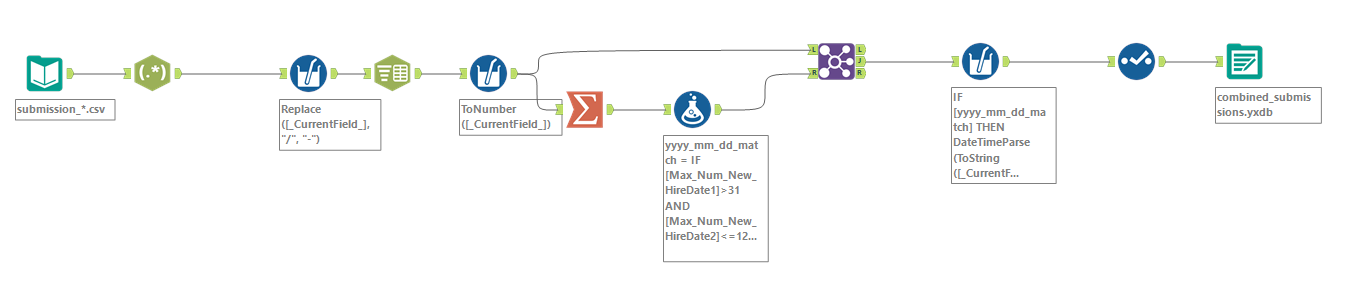 (.*)
L
R
L
J
R
submission_*.csv
Replace
([_CurrentField_],
"/", "-")
ToNumber
([_CurrentField_])
Σ
yyyy_mm_dd_mat
ch = IF
[Max_Num_New_
HireDate1]>31
AND
[Max_Num_New_
HireDate2]<=12...
IF
[yyyy_mm_dd_ma
tch] THEN
DateTimeParse
(ToString
([_CurrentF...
combined_submis
sions.yxdb